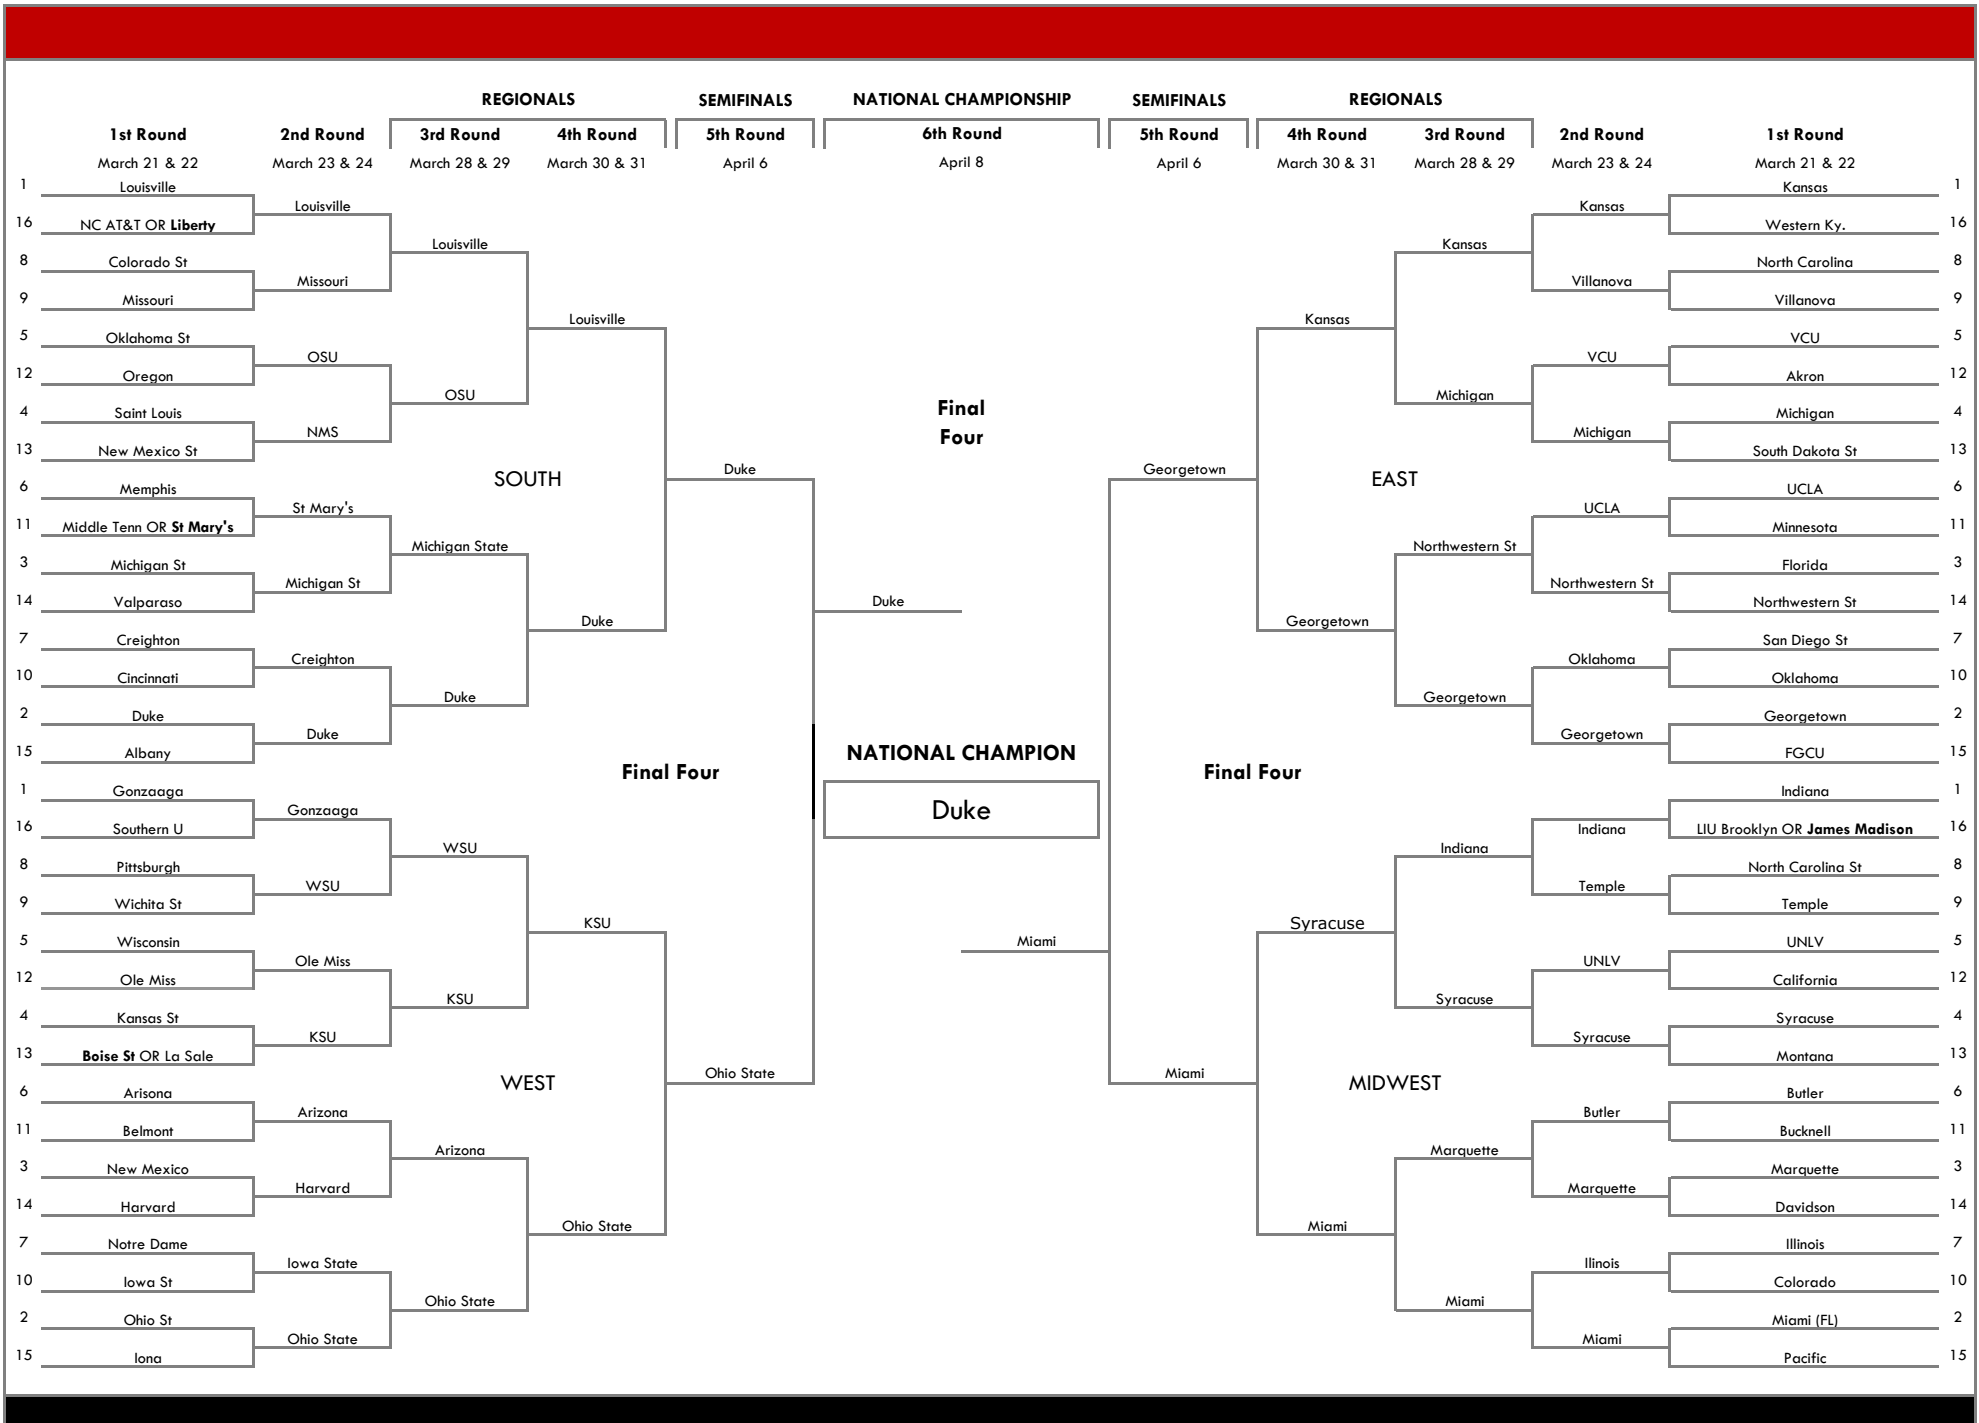 REGIONALS SEMIFINALS NATIONAL CHAMPIONSHIP SEMIFINALS REGIONALS
1st Round 2nd Round 3rd Round 4th Round 5th Round 6th Round 5th Round 4th Round 3rd Round 2nd Round 1st Round
March 21 & 22 March 23 & 24 March 28 & 29 March 30 & 31 April 6 April 8 April 6 March 30 & 31 March 28 & 29 March 23 & 24 March 21 & 22
1 Louisville Kansas 1
Louisville Kansas
16 NC AT&T OR Liberty Western Ky. 16
Louisville Kansas
8 Colorado St North Carolina 8
Missouri Villanova
9 Missouri Villanova 9
Louisville Kansas
5 Oklahoma St VCU 5
OSU VCU
12 Oregon Akron 12
OSU Michigan
Final
4 Saint Louis Michigan 4
NMS Michigan
Four
13 New Mexico St South Dakota St 13
Duke Georgetown
SOUTH EAST
6 Memphis UCLA 6
St Mary's UCLA
11 Middle Tenn OR St Mary's Minnesota 11
Michigan State Northwestern St
3 Michigan St Florida 3
Michigan St Northwestern St
14 Valparaso Northwestern St 14
Duke
Duke Georgetown
7 Creighton San Diego St 7
Creighton Oklahoma
10 Cincinnati Oklahoma 10
Duke Georgetown
2 Duke Georgetown 2
Duke Georgetown
15 Albany FGCU 15
NATIONAL CHAMPION
Final Four Final Four
1 Gonzaaga Indiana 1
Gonzaaga Duke Indiana
16 Southern U LIU Brooklyn OR James Madison 16
WSU Indiana
8 Pittsburgh North Carolina St 8
WSU Temple
9 Wichita St Temple 9
KSU Syracuse
5 Wisconsin Miami UNLV 5
Ole Miss UNLV
12 Ole Miss California 12
KSU Syracuse
4 Kansas St Syracuse 4
KSU Syracuse
13 Boise St OR La Sale Montana 13
Ohio State Miami
WEST MIDWEST
6 Arisona Butler 6
Arizona Butler
11 Belmont Bucknell 11
Arizona Marquette
3 New Mexico Marquette 3
Harvard Marquette
14 Harvard Davidson 14
Ohio State Miami
7 Notre Dame Illinois 7
Iowa State Ilinois
10 Iowa St Colorado 10
Ohio State Miami
2 Ohio St Miami (FL) 2
Ohio State Miami
15 Iona Pacific 15